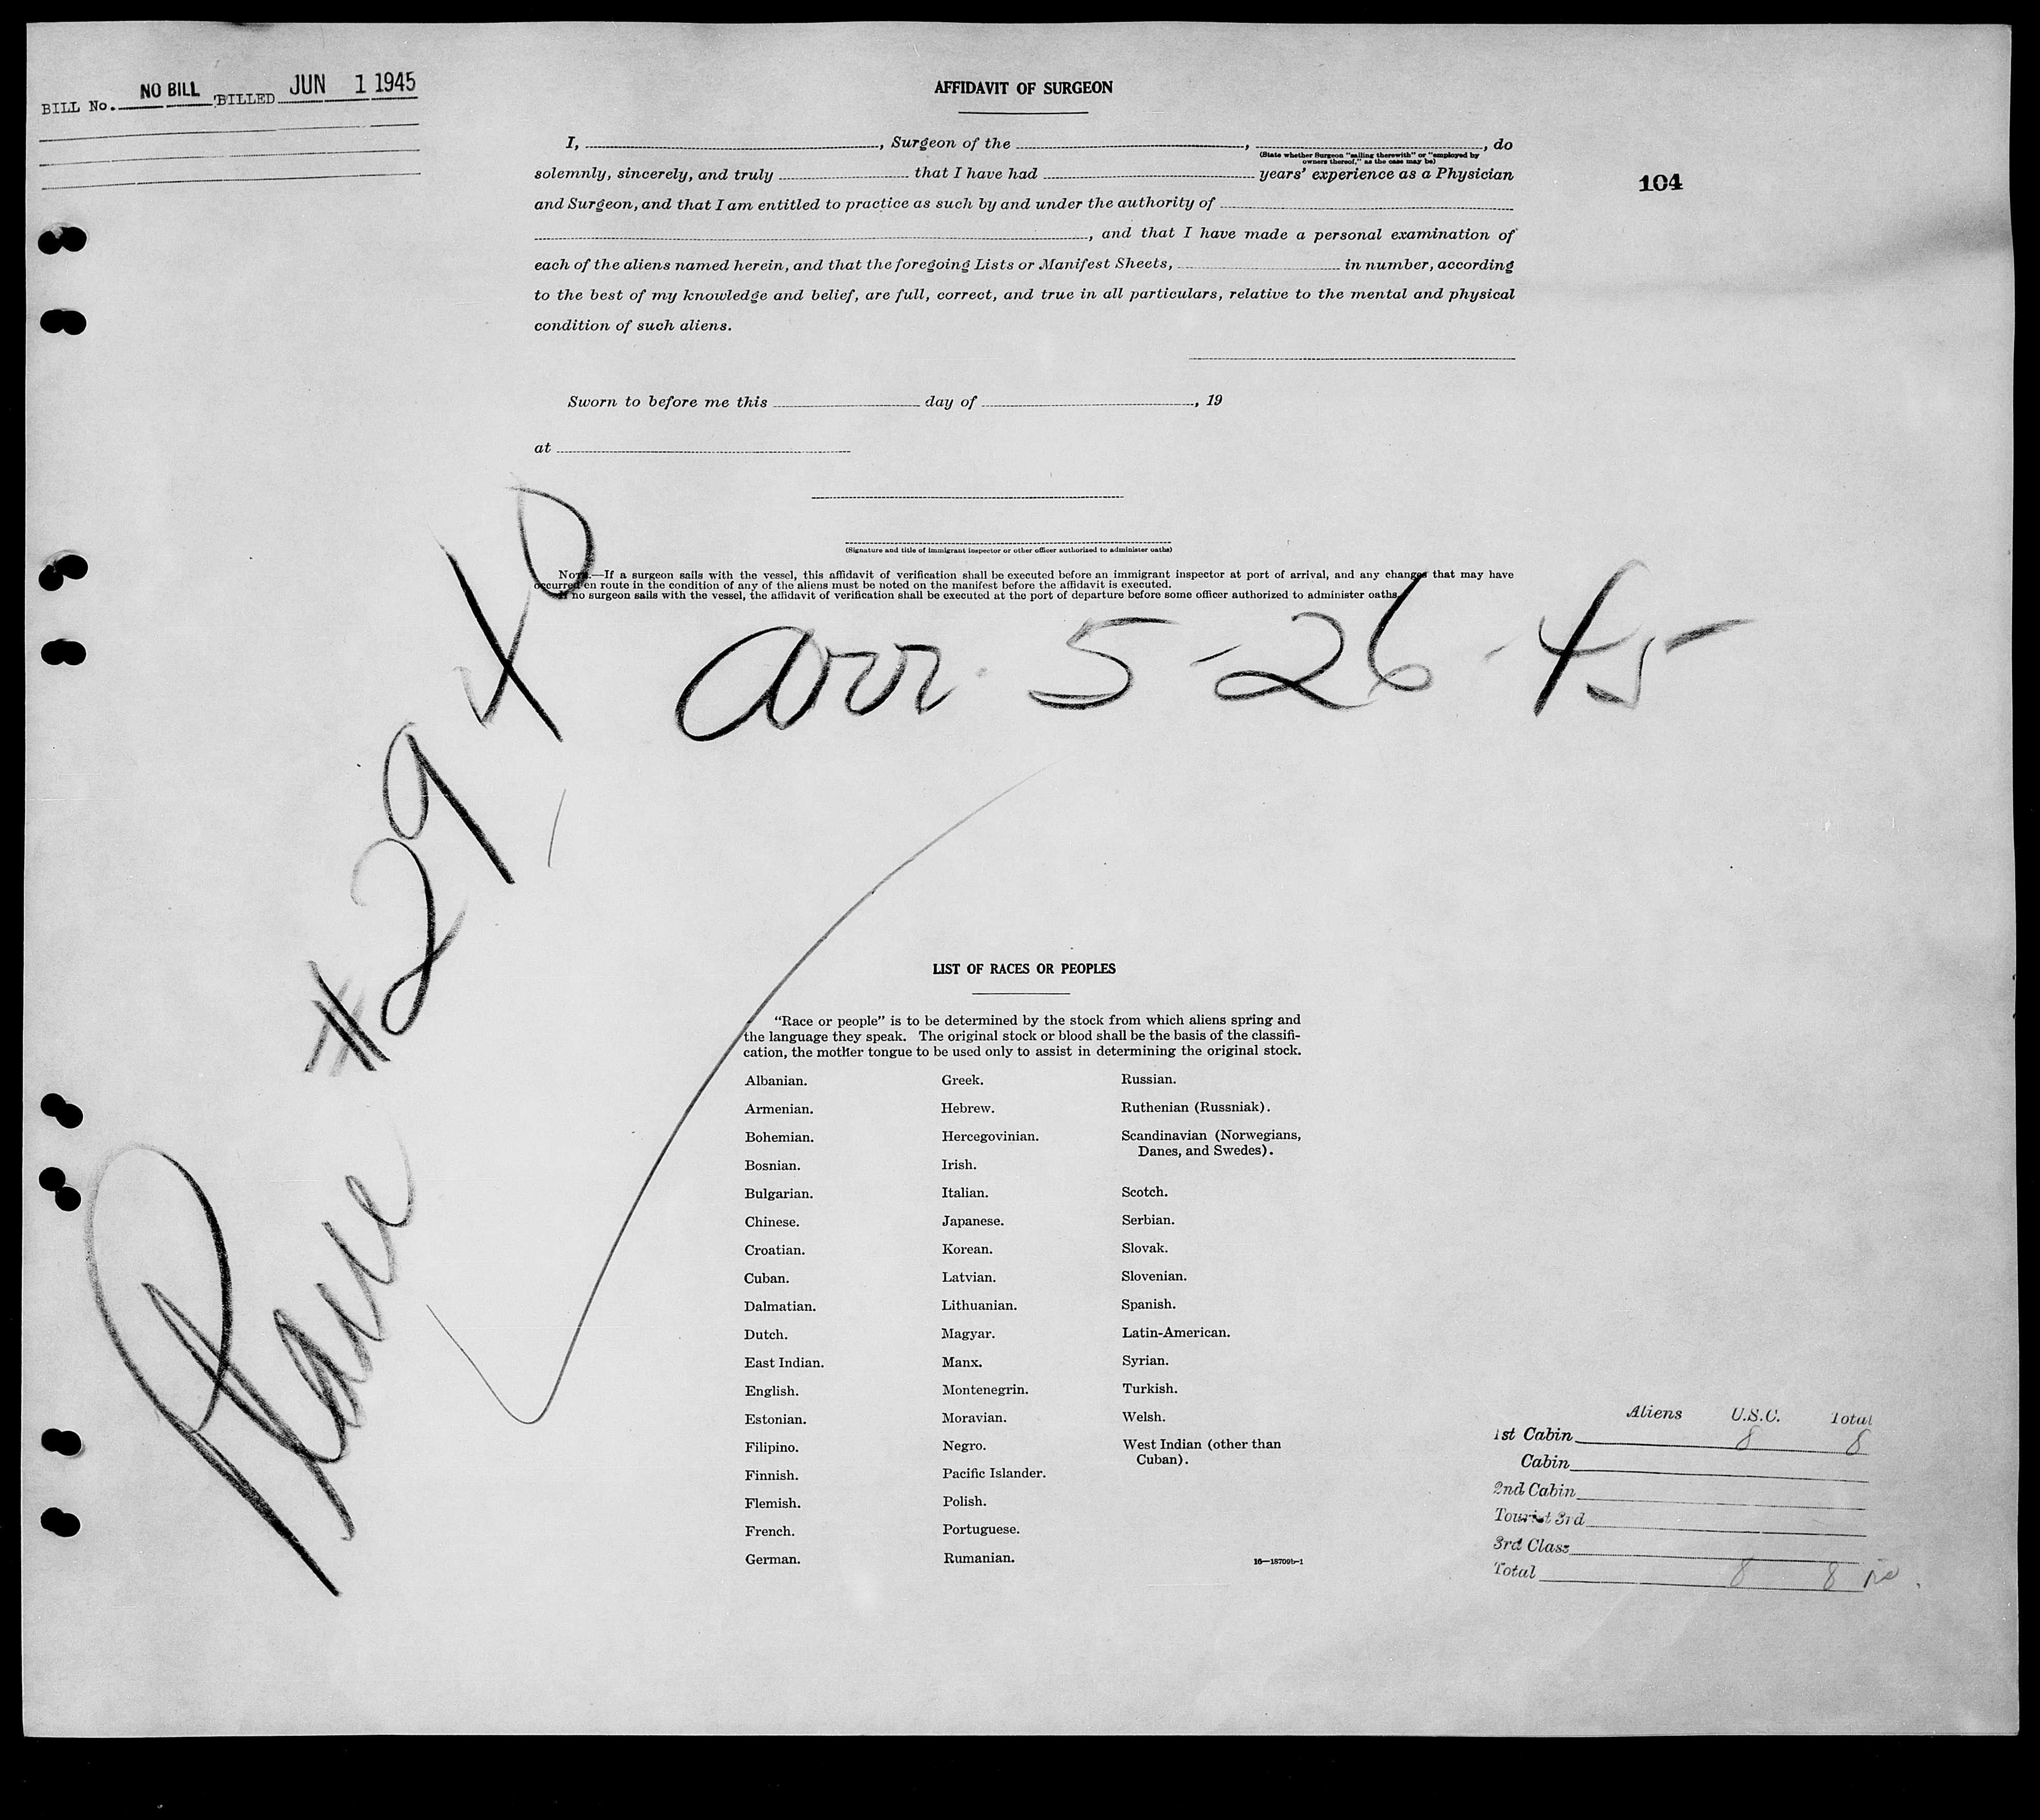 BILL No. NO BILL BILLED JUN 1 1945
AFFIDAVIT OF SURGEON
104
I, , Surgeon of the , , do
(State whether Surgeon "sailing therewith" or "employed by
owners thereof," as the case may be)
solemnly, sincerely, and truly that I have had years' experience as a Physician
and Surgeon, and that I am entitled to practice as such by and under the authority of
, and that I have made a personal examination of
each of the aliens named herein, and that the foregoing Lists or Manifest Sheets, in number, according
to the best of my knowledge and belief, are full, correct, and true in all particulars, relative to the mental and physical
condition of such aliens.
Sworn to before me this day of , 19
at
(Signature and title of immigrant inspector or other officer authorized to administer oaths)
NOTE.—If a surgeon sails with the vessel, this affidavit of verification shall be executed before an immigrant inspector at port of arrival, and any changes that may have
occurred en route in the condition of any of the aliens must be noted on the manifest before the affidavit is executed.
If no surgeon sails with the vessel, the affidavit of verification shall be executed at the port of departure before some officer authorized to administer oaths.
arr. 5-26-45
Plane #2940
LIST OF RACES OR PEOPLES
"Race or people" is to be determined by the stock from which aliens spring and
the language they speak. The original stock or blood shall be the basis of the classifi-
cation, the mother tongue to be used only to assist in determining the original stock.
Albanian.
Armenian.
Bohemian.
Bosnian.
Bulgarian.
Chinese.
Croatian.
Cuban.
Dalmatian.
Dutch.
East Indian.
English.
Estonian.
Filipino.
Finnish.
Flemish.
French.
German.
Greek.
Hebrew.
Hercegovinian.
Irish.
Italian.
Japanese.
Korean.
Latvian.
Lithuanian.
Magyar.
Manx.
Montenegrin.
Moravian.
Negro.
Pacific Islander.
Polish.
Portuguese.
Rumanian.
Russian.
Ruthenian (Russniak).
Scandinavian (Norwegians,
Danes, and Swedes).
Scotch.
Serbian.
Slovak.
Slovenian.
Spanish.
Latin-American.
Syrian.
Turkish.
Welsh.
West Indian (other than
Cuban).
16—18709b-1
Aliens U.S.C. Total
1st Cabin 8 8
Cabin
2nd Cabin
Tourist 3rd
3rd Class
Total 8 8